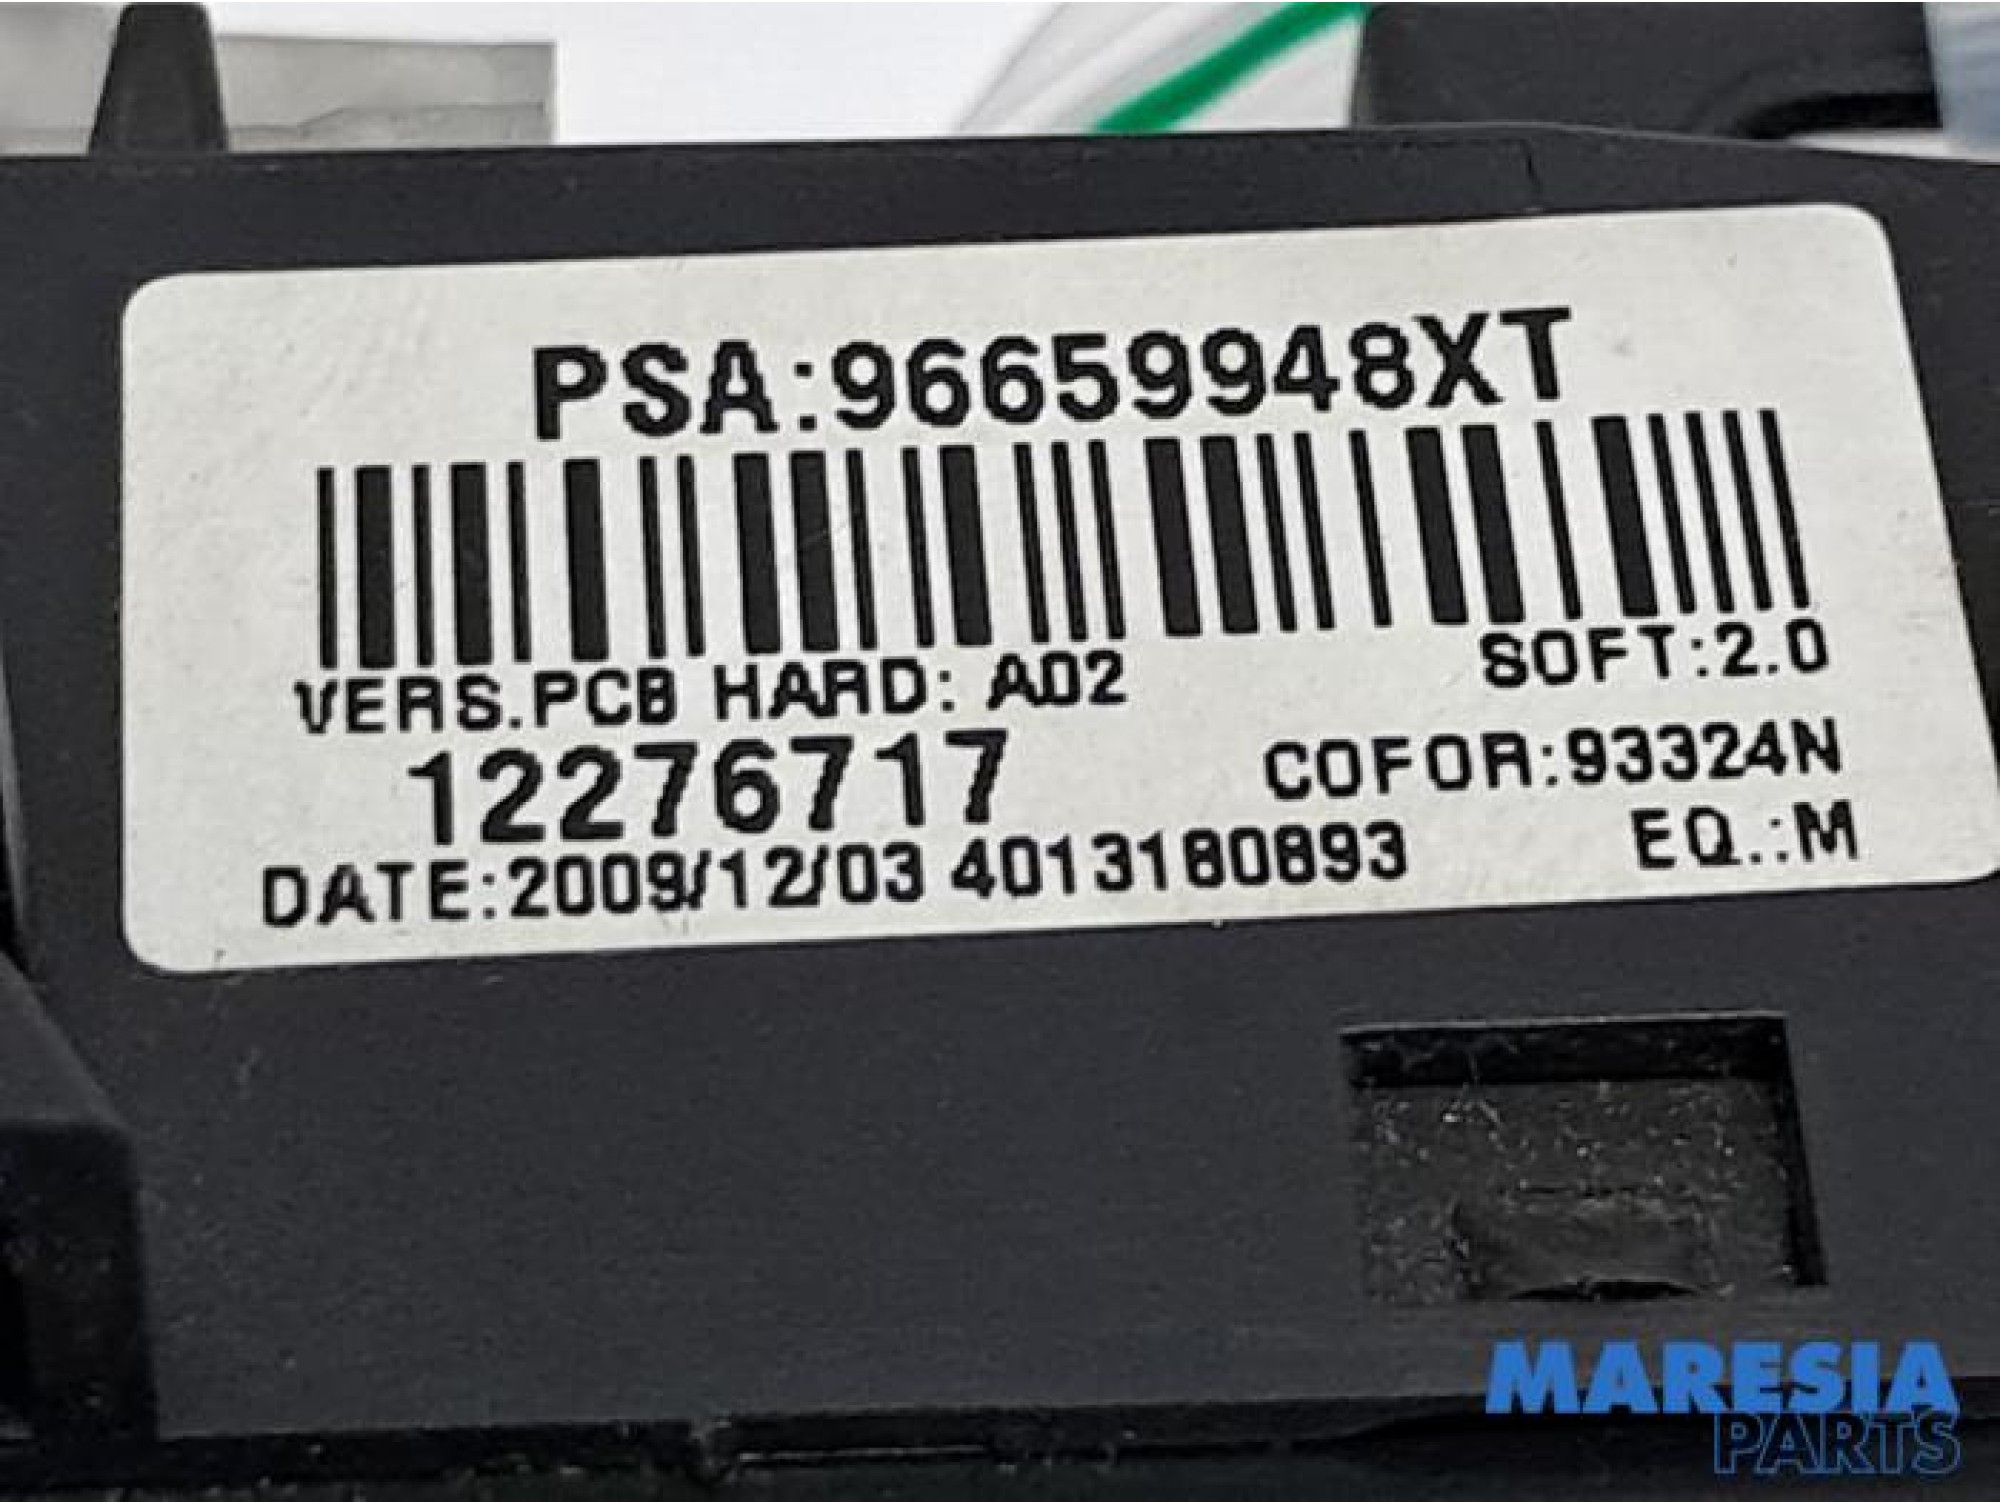 PSA:96659948XT
VERS.PCB HARD: A02 SOFT:2.0
12276717 COFOR:93324N
DATE:2009/12/03 4013180893 EQ.:M
MARESIA
PARTS